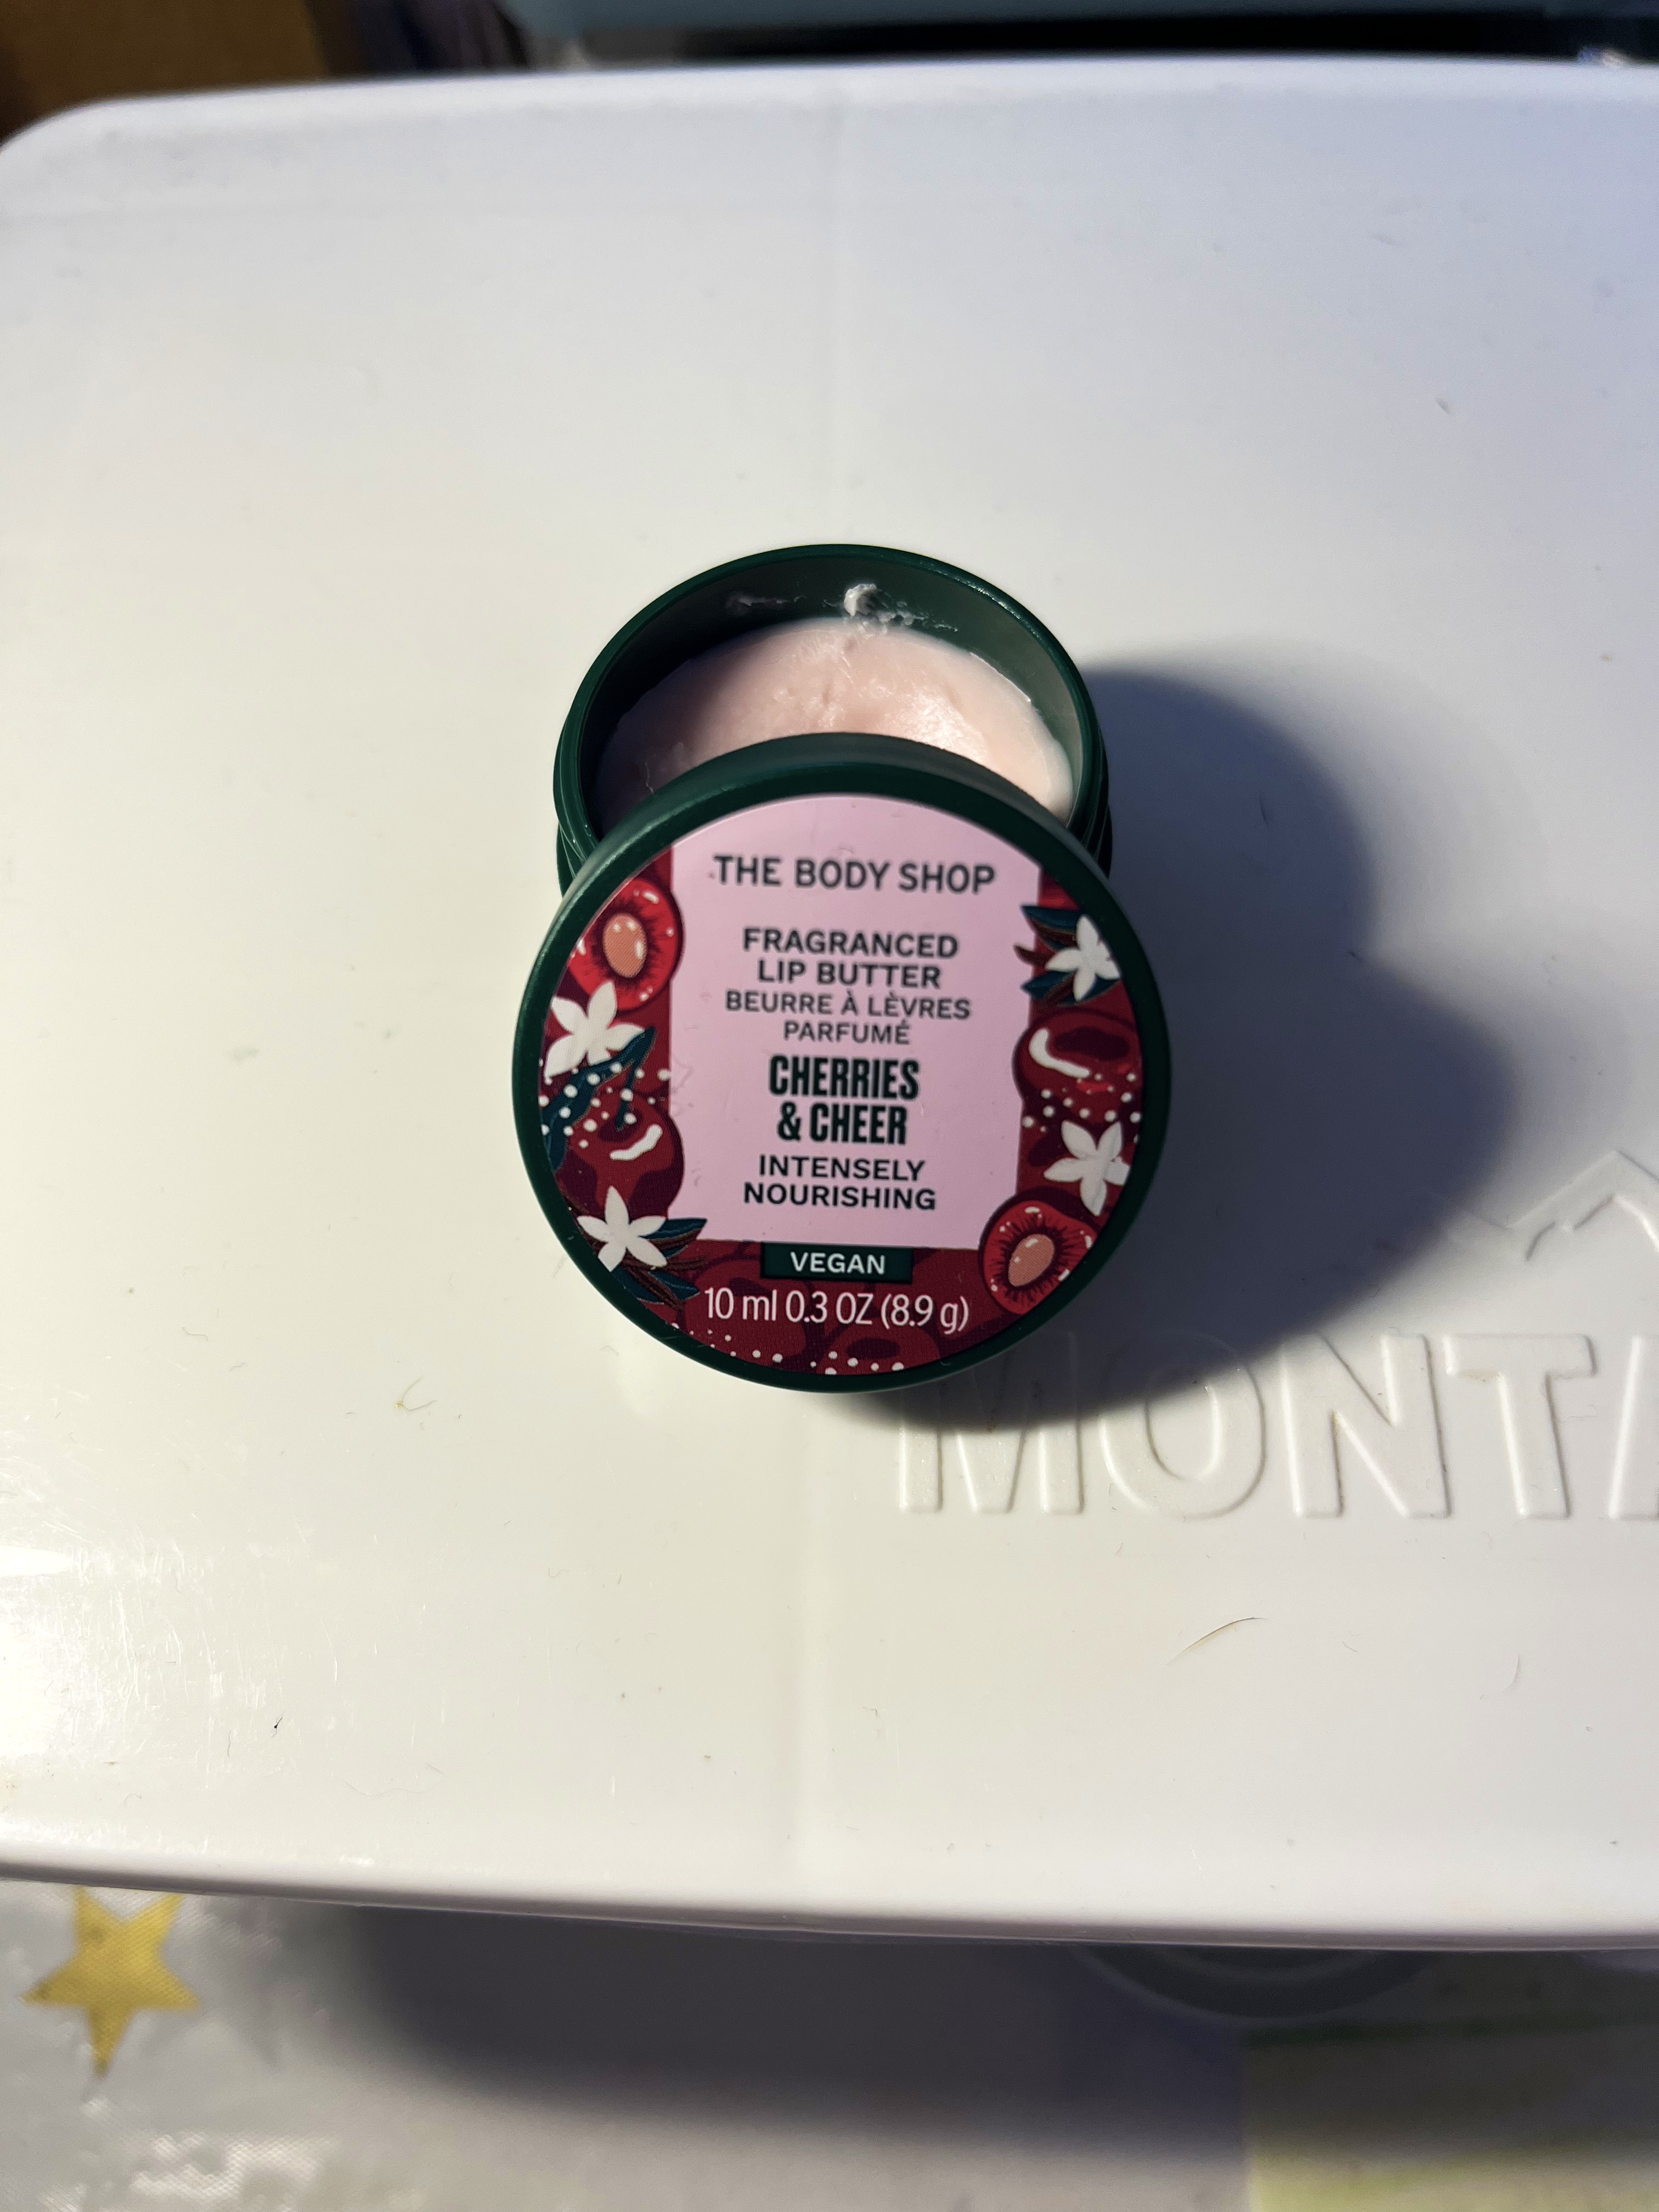 THE BODY SHOP
FRAGRANCED
LIP BUTTER
BEURRE À LÈVRES
PARFUMÉ
CHERRIES
& CHEER
INTENSELY
NOURISHING
VEGAN
10 ml 0.3 OZ (8.9 g)